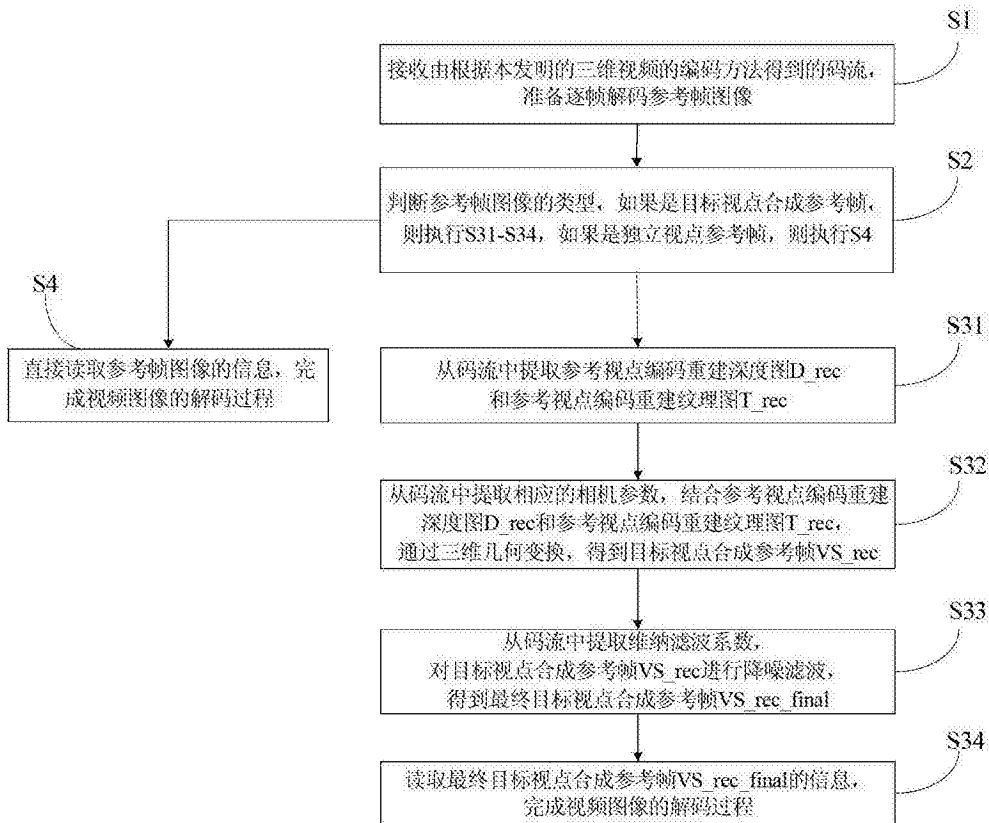 S1
接收由根据本发明的三维视频的编码方法得到的码流，
准备逐帧解码参考帧图像
S2
判断参考帧图像的类型，如果是目标视点合成参考帧，
则执行S31-S34，如果是独立视点参考帧，则执行S4
S4
直接读取参考帧图像的信息，完
成视频图像的解码过程
S31
从码流中提取参考视点编码重建深度图D_rec
和参考视点编码重建纹理图T_rec
S32
从码流中提取相应的相机参数，结合参考视点编码重建
深度图D_rec和参考视点编码重建纹理图T_rec，
通过三维几何变换，得到目标视点合成参考帧VS_rec
S33
从码流中提取维纳滤波系数，
对目标视点合成参考帧VS_rec进行降噪滤波，
得到最终目标视点合成参考帧VS_rec_final
S34
读取最终目标视点合成参考帧VS_rec_final的信息，
完成视频图像的解码过程